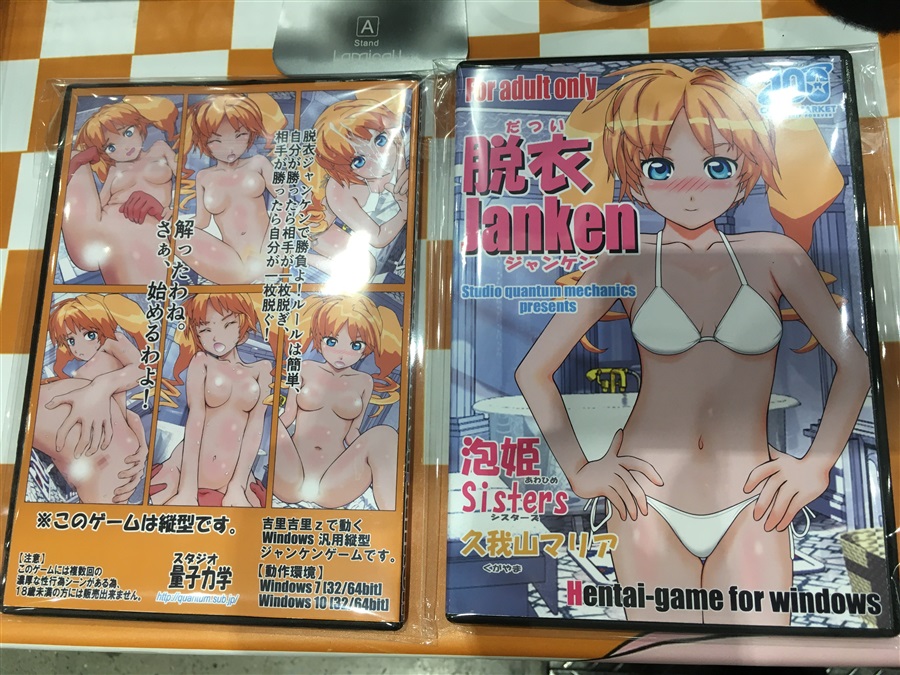 A
Stand
Lamical
脱衣ジャンケンで勝負よ!ルールは簡単、
自分が勝ったら相手が一枚脱ぎ、
相手が勝ったら自分が一枚脱ぐ
解ったわね。
さぁ、始めるわよ!
※このゲームは縦型です。
【注意】
このゲームには複数回の
濃厚な性行為シーンがある為、
18歳未満の方には販売出来ません。
スタジオ
量子力学
http://quantum-sub.jp/
吉里吉里zで動く
Windows 汎用縦型
ジャンケンゲームです。
【動作環境】
Windows 7 [32/64bit]
Windows 10 [32/64bit]
For adult only
だつい
脱衣
Janken
ジャンケン
Studio quantum mechanics
presents
泡姫
あわひめ
Sisters
シスターズ
久我山マリア
くがやま
Hentai-game for windows